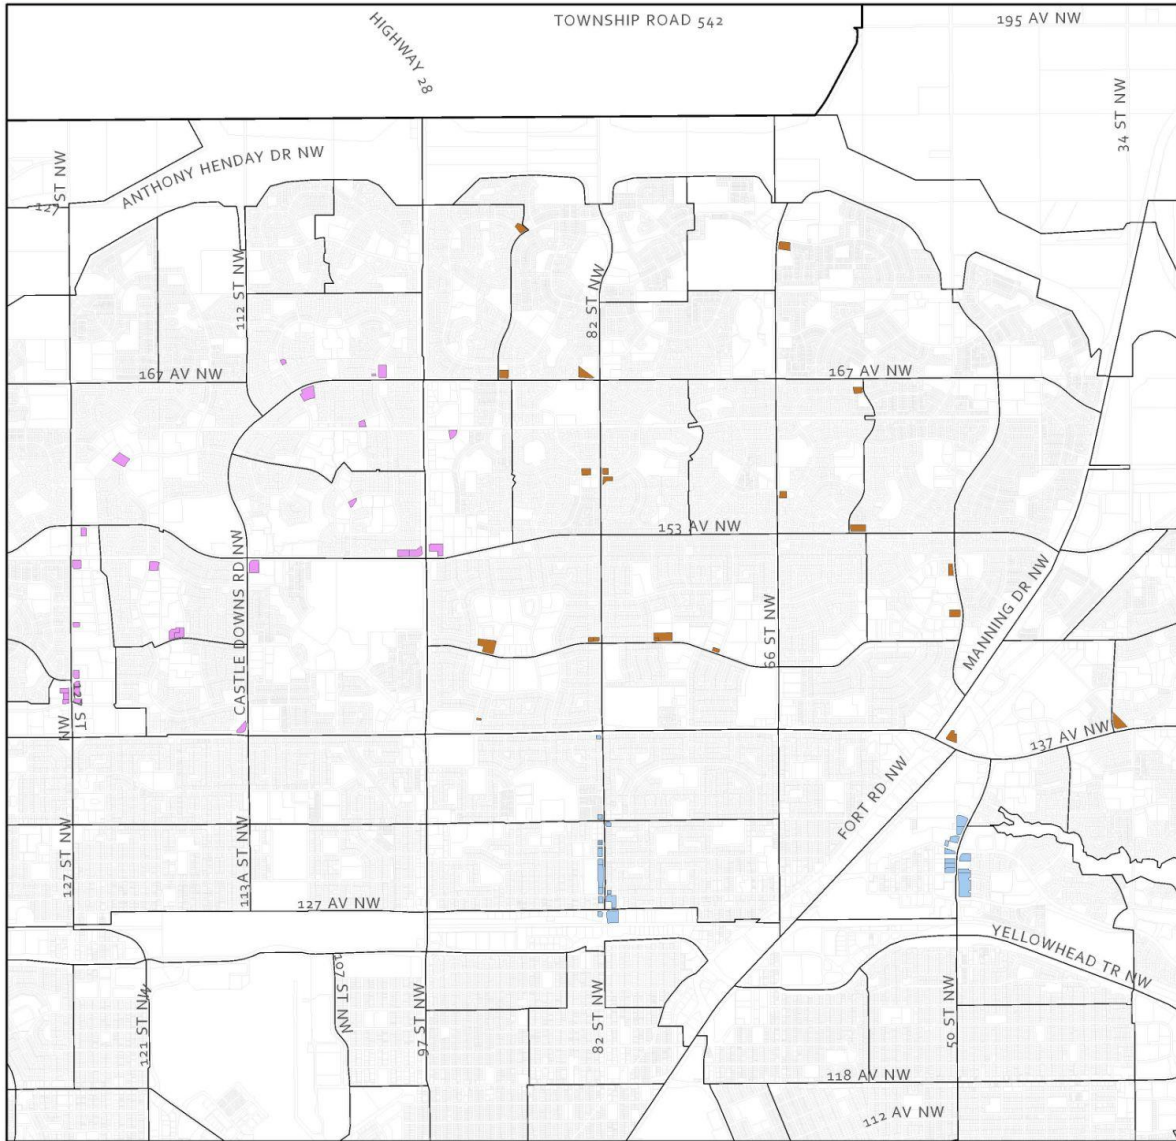 HIGHWAY 28
TOWNSHIP ROAD 542
195 AV NW
34 ST NW
127 ST NW
ANTHONY HENDAY DR NW
112 ST NW
82 ST NW
167 AV NW
167 AV NW
153 AV NW
CASTLE DOWNS RD NW
66 ST NW
MANNING DR NW
127 ST NW
137 AV NW
FORT RD NW
127 ST NW
113A ST NW
127 AV NW
YELLOWHEAD TR NW
121 ST NW
107 ST NW
97 ST NW
82 ST NW
50 ST NW
118 AV NW
112 AV NW